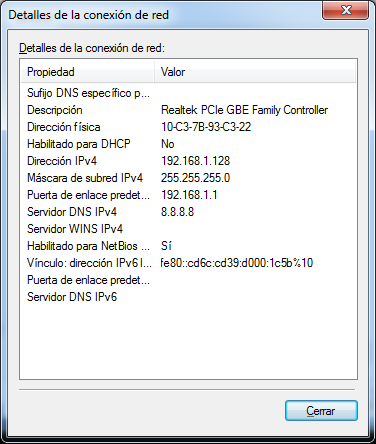 Detalles de la conexión de red
Detalles de la conexión de red:
Propiedad Valor
Sufijo DNS específico p...
Descripción Realtek PCIe GBE Family Controller
Dirección física 10-C3-7B-93-C3-22
Habilitado para DHCP No
Dirección IPv4 192.168.1.128
Máscara de subred IPv4 255.255.255.0
Puerta de enlace predet... 192.168.1.1
Servidor DNS IPv4 8.8.8.8
Servidor WINS IPv4
Habilitado para NetBios ... Sí
Vínculo: dirección IPv6 l... fe80::cd6c:cd39:d000:1c5b%10
Puerta de enlace predet...
Servidor DNS IPv6
Cerrar